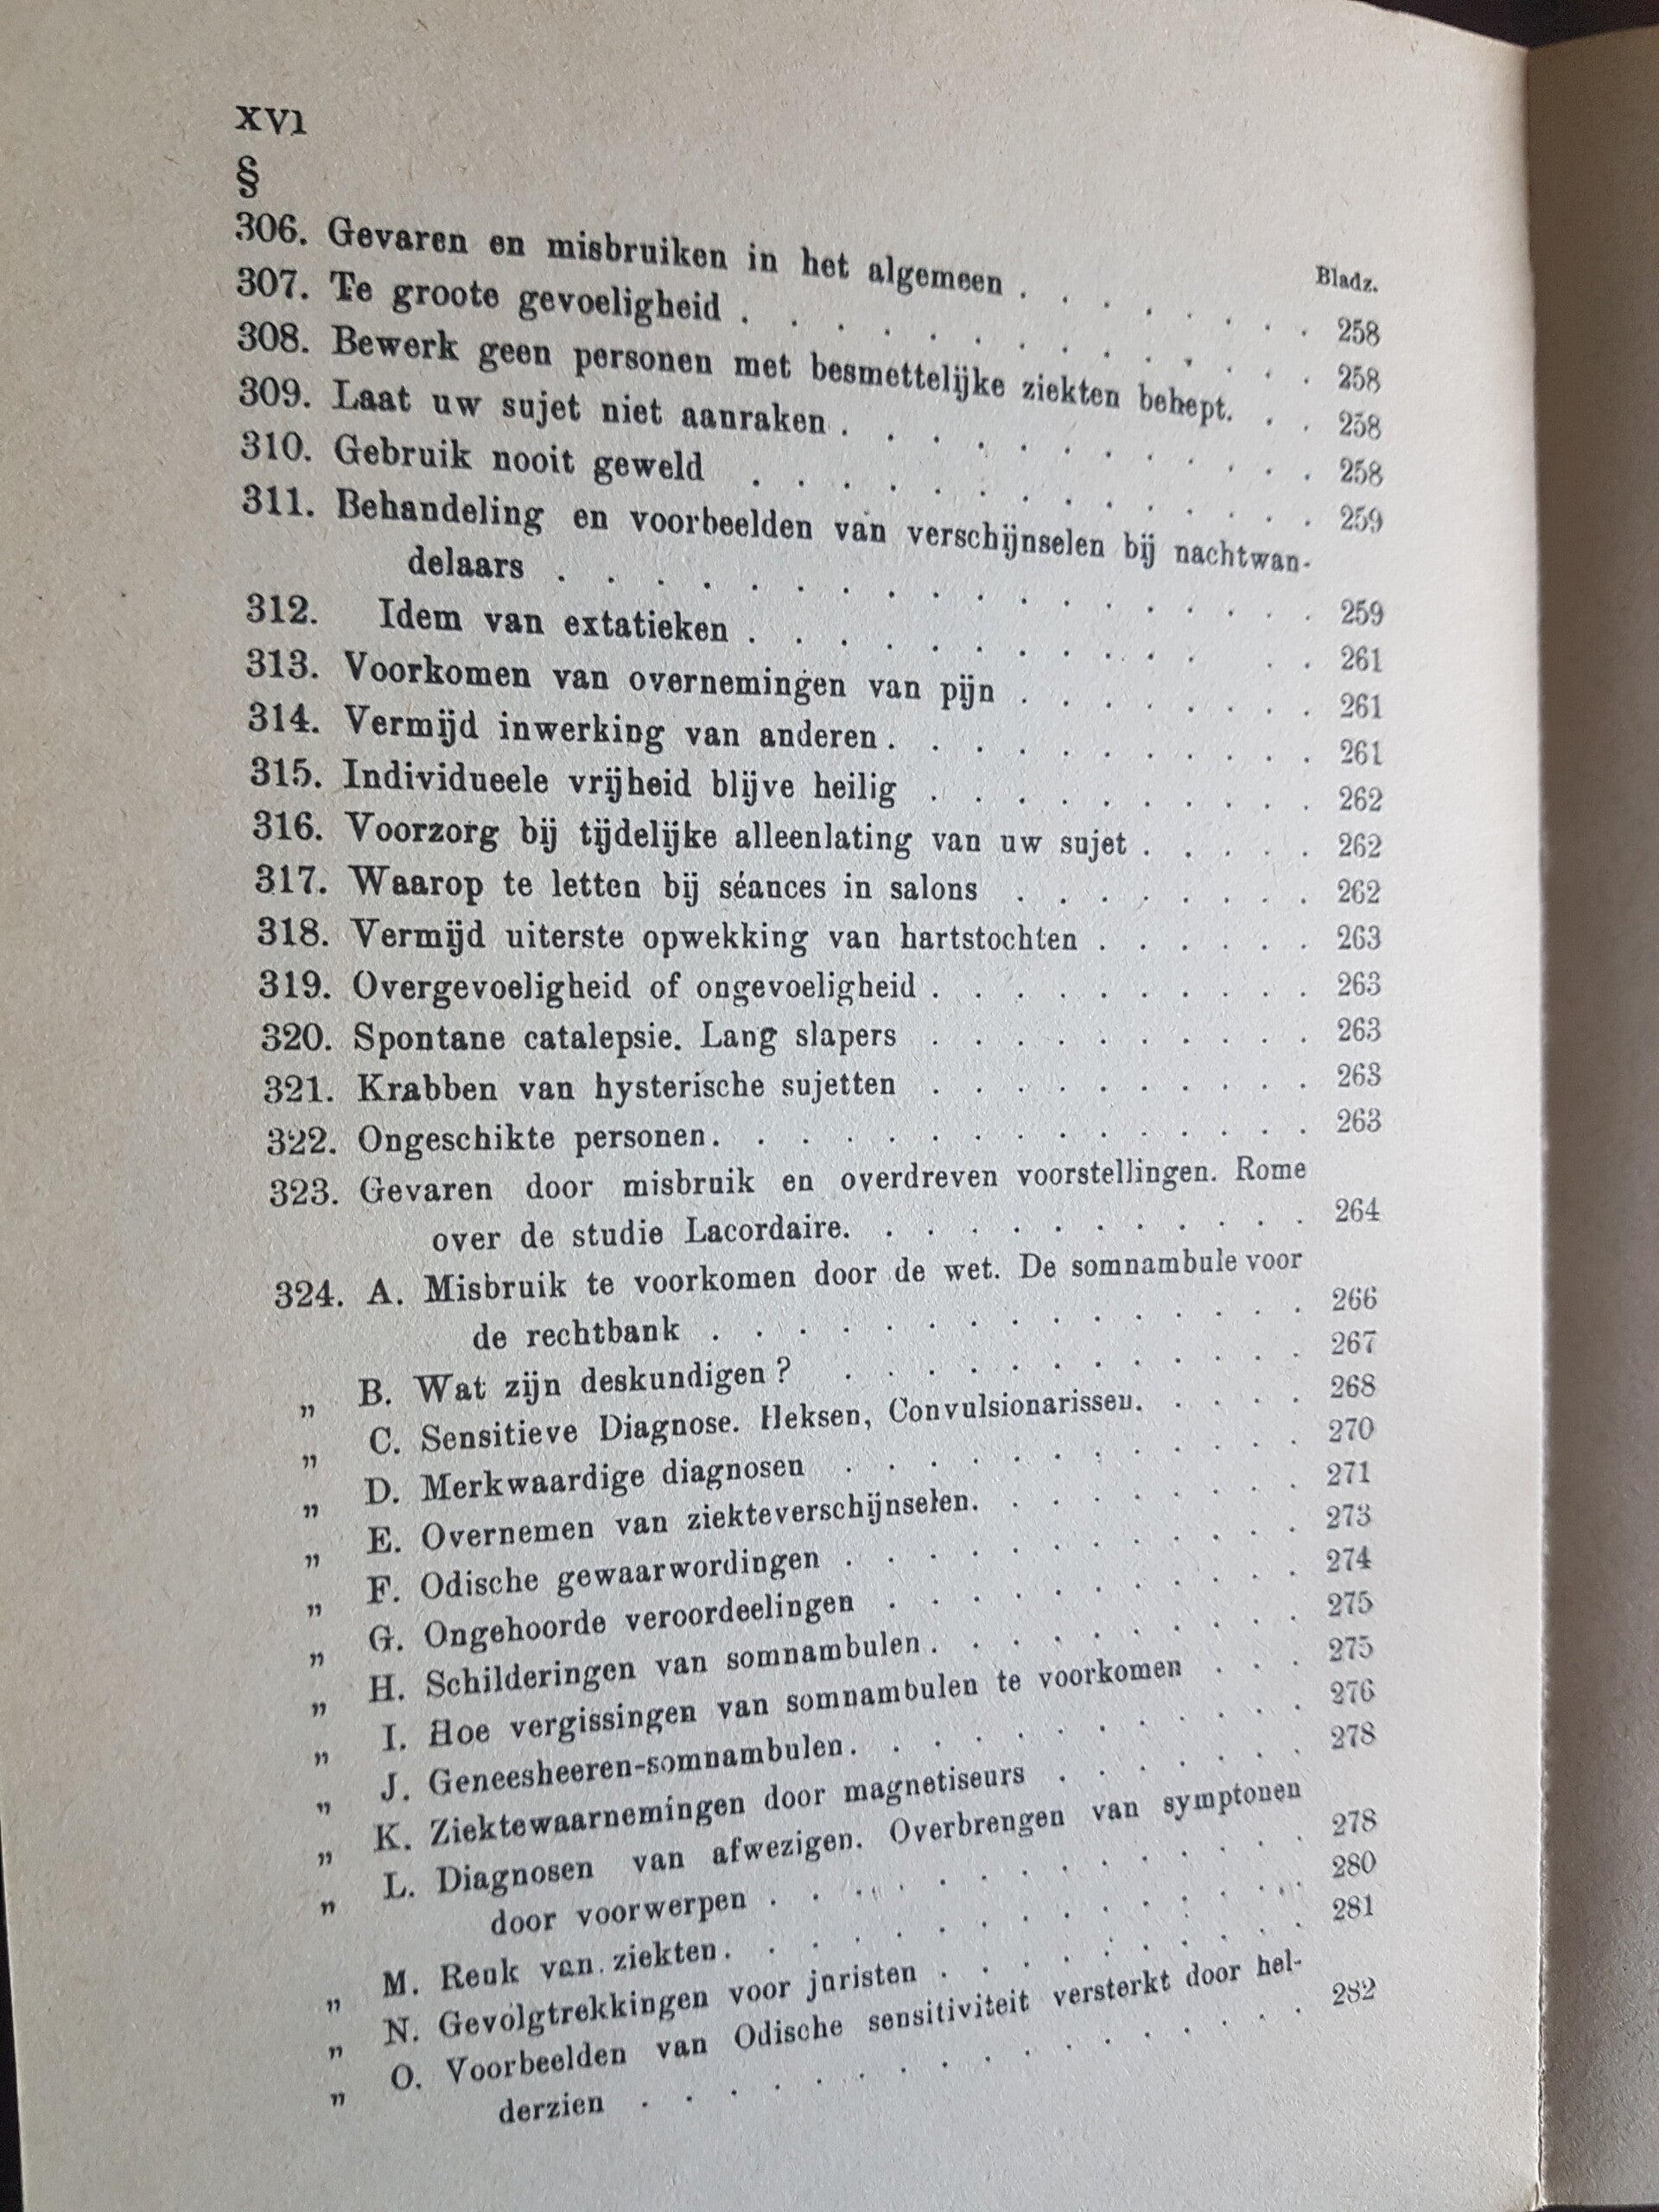 XVI
§
Bladz.
306. Gevaren en misbruiken in het algemeen . . . . . . . 258
307. Te groote gevoeligheid . . . . . . . . . . . . 258
308. Bewerk geen personen met besmettelijke ziekten behept. . . 258
309. Laat uw sujet niet aanraken . . . . . . . . . . . 258
310. Gebruik nooit geweld . . . . . . . . . . . . . 259
311. Behandeling en voorbeelden van verschijnselen bij nachtwan-
delaars . . . . . . . . . . . . . . . . . 259
312. Idem van extatieken . . . . . . . . . . . . . 261
313. Voorkomen van overnemingen van pijn . . . . . . . . 261
314. Vermijd inwerking van anderen . . . . . . . . . . 261
315. Individueele vrijheid blijve heilig . . . . . . . . . . 262
316. Voorzorg bij tijdelijke alleenlating van uw sujet . . . . . 262
317. Waarop te letten bij séances in salons . . . . . . . . 262
318. Vermijd uiterste opwekking van hartstochten . . . . . . 263
319. Overgevoeligheid of ongevoeligheid . . . . . . . . . . 263
320. Spontane catalepsie. Lang slapers . . . . . . . . . . 263
321. Krabben van hysterische sujetten . . . . . . . . . . 263
322. Ongeschikte personen. . . . . . . . . . . . . . . 263
323. Gevaren door misbruik en overdreven voorstellingen. Rome
over de studie Lacordaire. . . . . . . . . . . . 264
324. A. Misbruik te voorkomen door de wet. De somnambule voor
de rechtbank . . . . . . . . . . . . . . . 266
„ B. Wat zijn deskundigen? . . . . . . . . . . . 267
„ C. Sensitieve Diagnose. Heksen, Convulsionarissen. . . . . 268
„ D. Merkwaardige diagnosen . . . . . . . . . . . 270
„ E. Overnemen van ziekteverschijnselen. . . . . . . . . 271
„ F. Odische gewaarwordingen . . . . . . . . . . . 273
„ G. Ongehoorde veroordeelingen . . . . . . . . . . 274
„ H. Schilderingen van somnambulen . . . . . . . . . 275
„ I. Hoe vergissingen van somnambulen te voorkomen . . . 275
„ J. Geneesheeren-somnambulen. . . . . . . . . . . 276
„ K. Ziektewaarnemingen door magnetiseurs . . . . . . . 278
„ L. Diagnosen van afwezigen. Overbrengen van symptonen
door voorwerpen . . . . . . . . . . . . . 278
„ M. Reuk van ziekten. . . . . . . . . . . . . . 280
„ N. Gevolgtrekkingen voor juristen . . . . . . . . . 281
„ O. Voorbeelden van Odische sensitiviteit versterkt door hel-
derzien . . . . . . . . . . . . . . . . 282